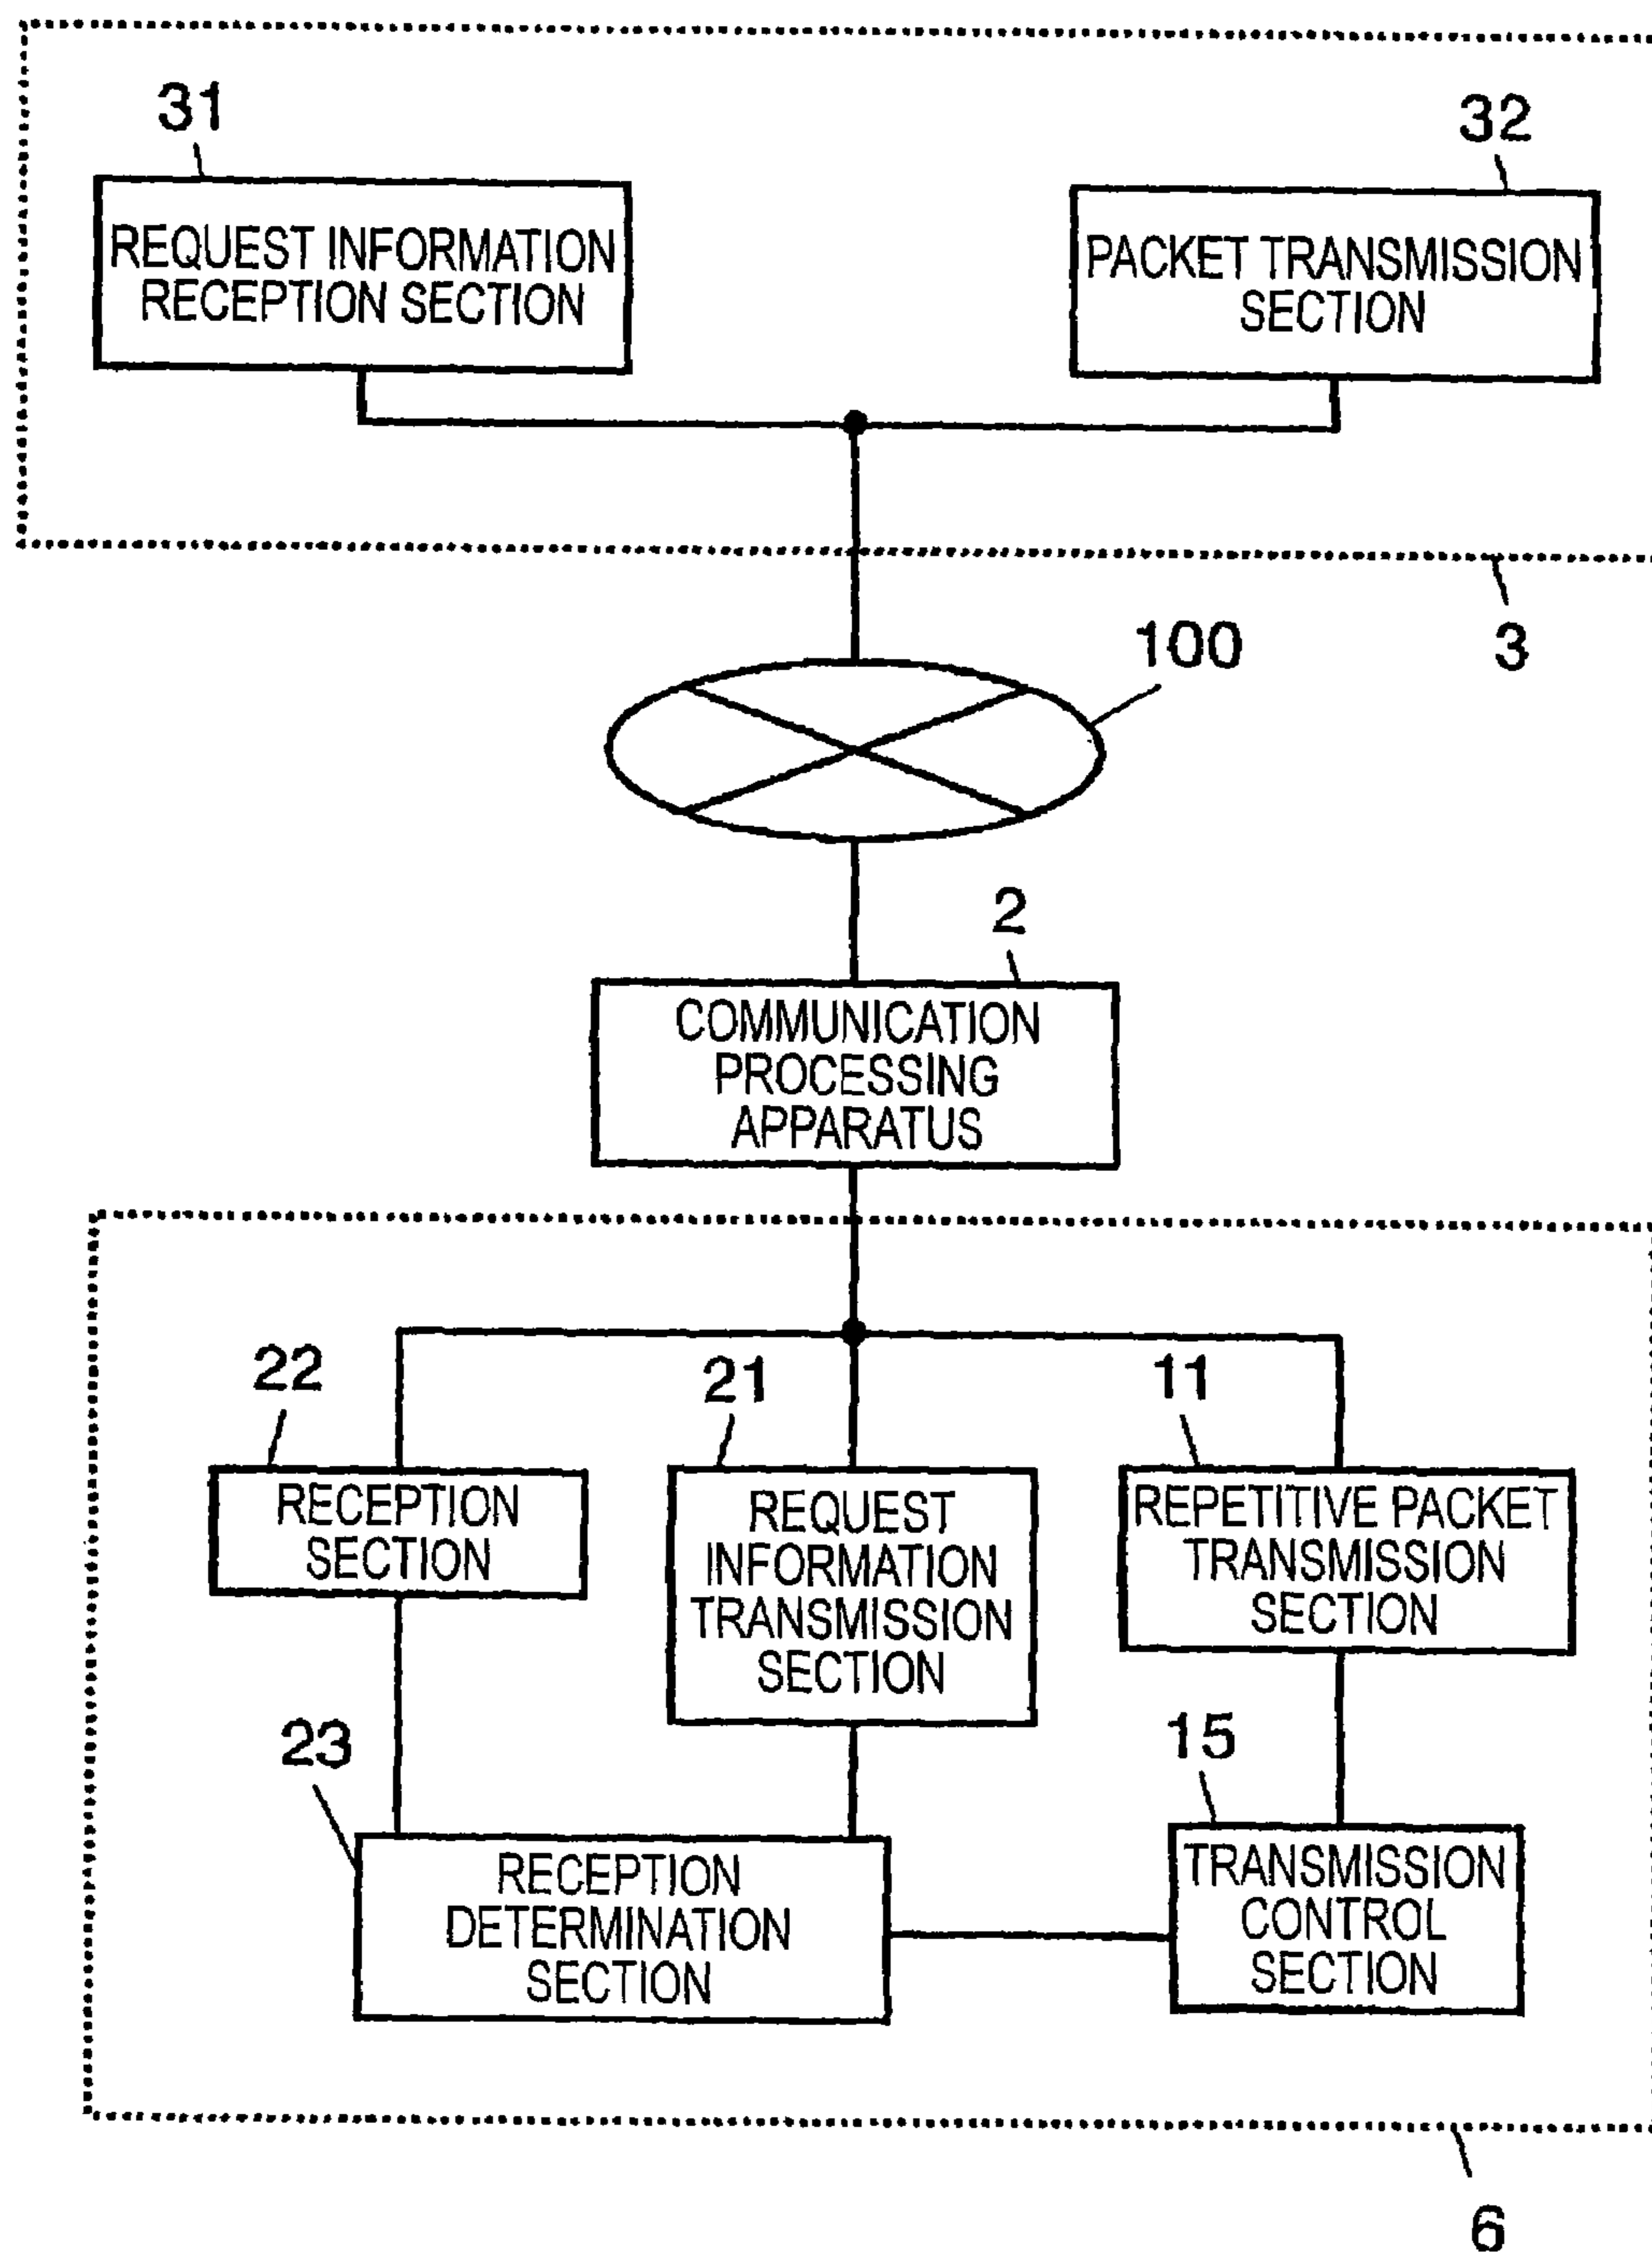 31
32
REQUEST INFORMATION
RECEPTION SECTION
PACKET TRANSMISSION
SECTION
3
100
2
COMMUNICATION
PROCESSING
APPARATUS
22
21
11
RECEPTION
SECTION
REQUEST
INFORMATION
TRANSMISSION
SECTION
REPETITIVE PACKET
TRANSMISSION
SECTION
23
15
RECEPTION
DETERMINATION
SECTION
TRANSMISSION
CONTROL
SECTION
6